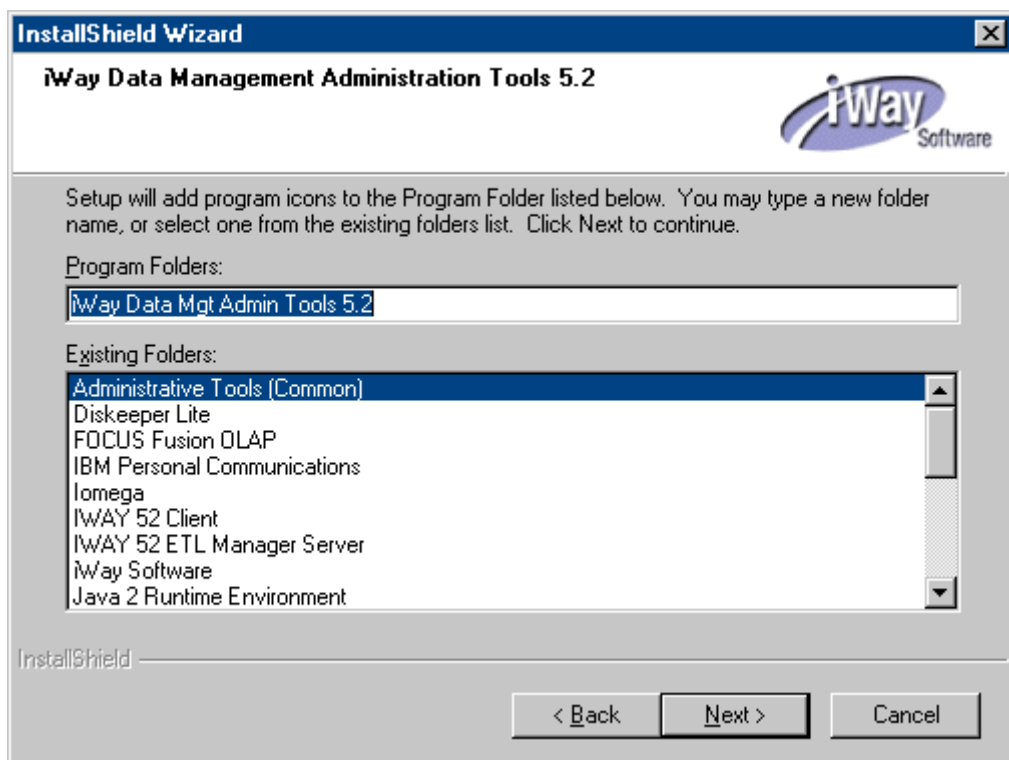 InstallShield Wizard
iWay Data Management Administration Tools 5.2
iWay
Software
Setup will add program icons to the Program Folder listed below.  You may type a new folder
name, or select one from the existing folders list.  Click Next to continue.
Program Folders:
iWay Data Mgt Admin Tools 5.2
Existing Folders:
Administrative Tools (Common)
Diskeeper Lite
FOCUS Fusion OLAP
IBM Personal Communications
Iomega
IWAY 52 Client
IWAY 52 ETL Manager Server
iWay Software
Java 2 Runtime Environment
InstallShield
< Back Next > Cancel